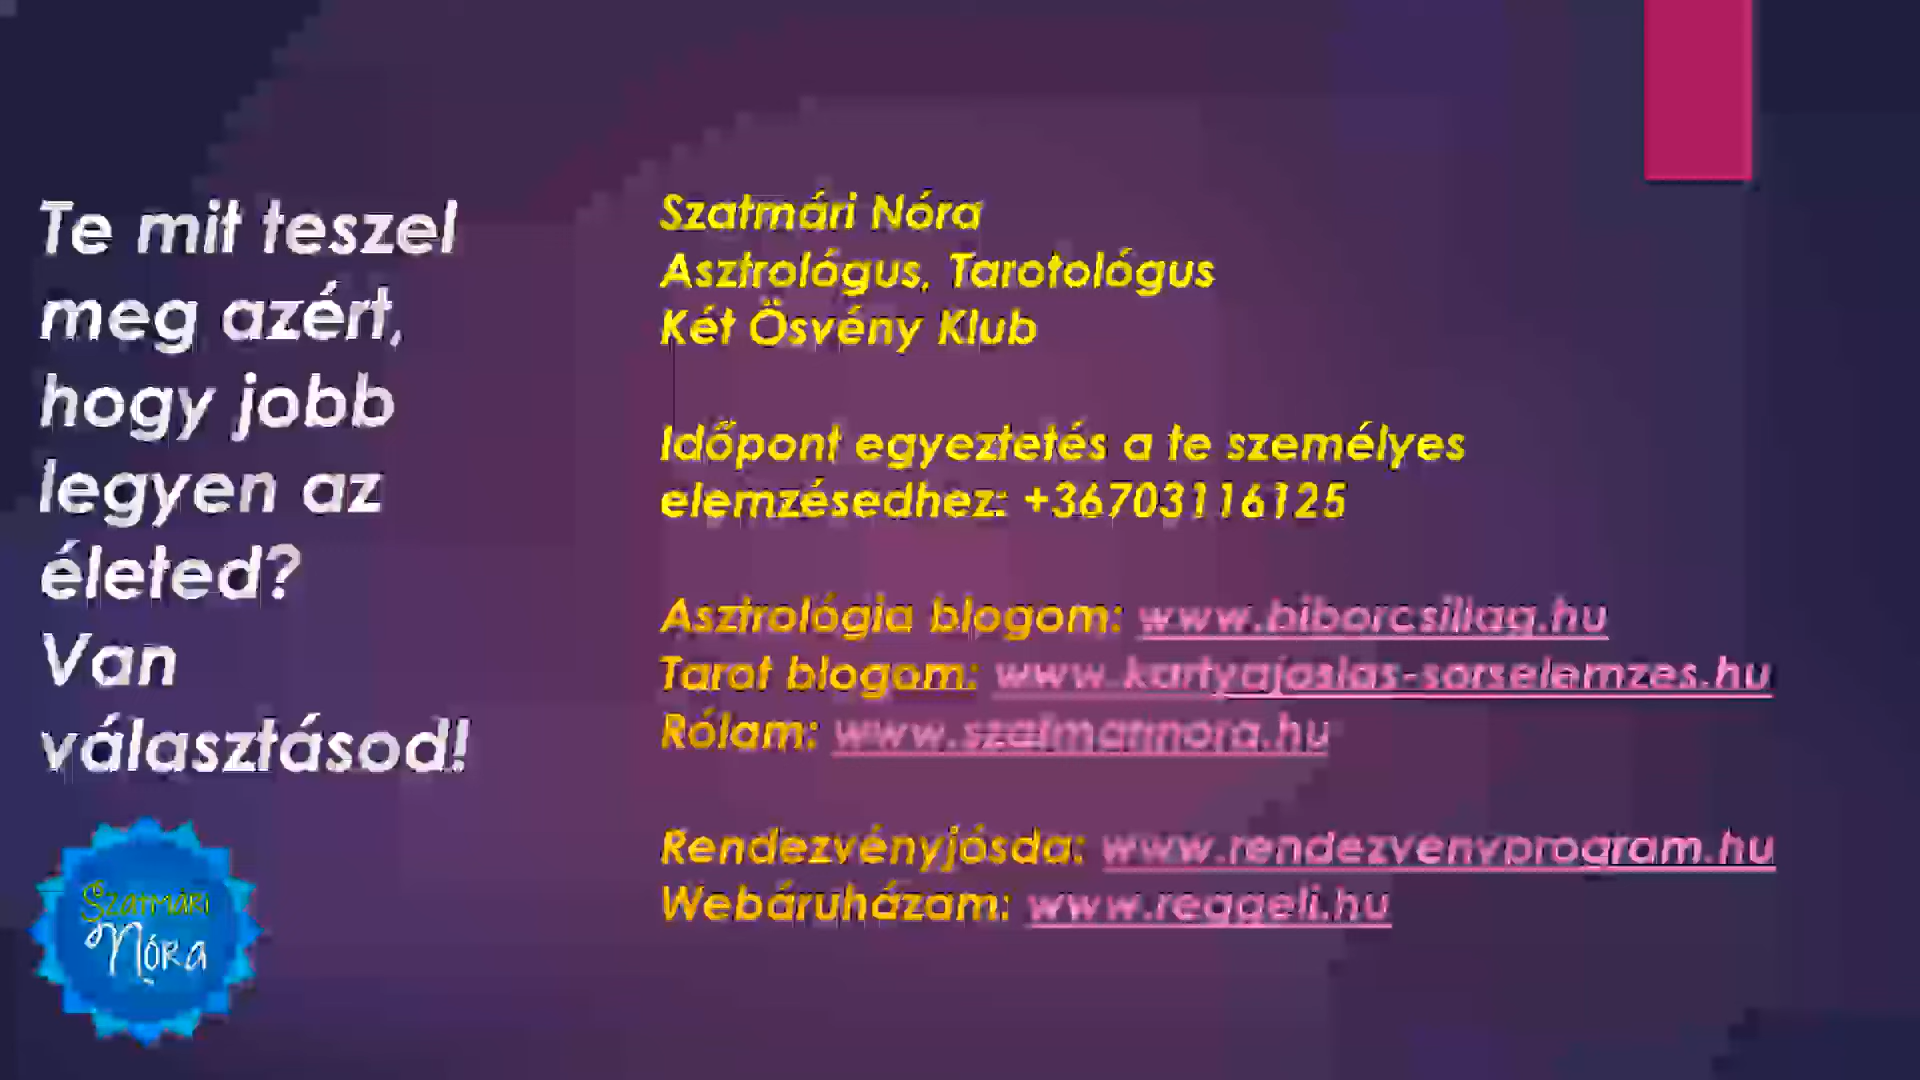 Te mit teszel
meg azért,
hogy jobb
legyen az
életed?
Van
választásod!
Szatmári Nóra
Asztrológus, Tarotológus
Két Ösvény Klub
Időpont egyeztetés a te személyes
elemzésedhez: +36703116125
Asztrológia blogom: www.biborcsillag.hu
Tarot blogom: www.kartyajoslas-sorselemzes.hu
Rólam: www.szatmarinora.hu
Rendezvényjósda: www.rendezvenyprogram.hu
Webáruházam: www.reggeli.hu
Szatmári
Nóra